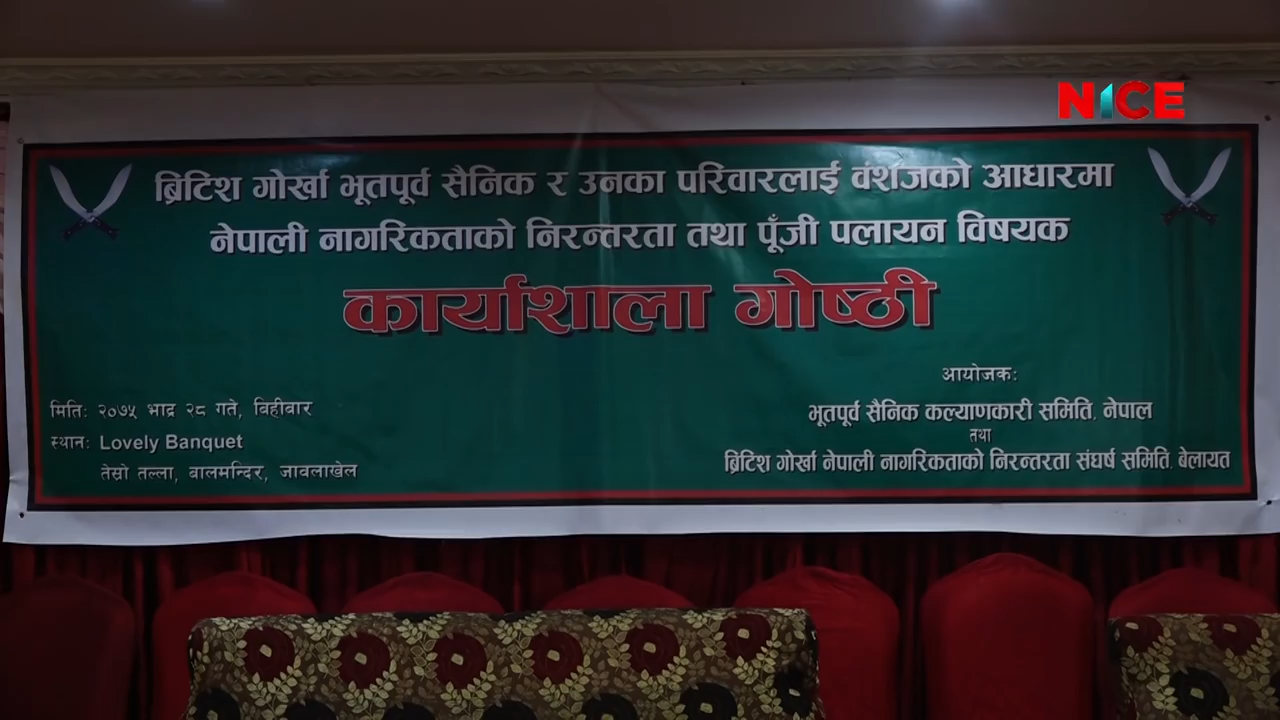 N1CE
ब्रिटिश गोर्खा भूतपूर्व सैनिक र उनका परिवारलाई वंशजको आधारमा
नेपाली नागरिकताको निरन्तरता तथा पूँजी पलायन विषयक
कार्याशाला गोष्ठी
मिति: २०७५ भाद्र २८ गते, बिहीबार
स्थान: Lovely Banquet
तेस्रो तल्ला, बालमन्दिर, जावलाखेल
आयोजक:
भूतपूर्व सैनिक कल्याणकारी समिति, नेपाल
तथा
ब्रिटिश गोर्खा नेपाली नागरिकताको निरन्तरता संघर्ष समिति, बेलायत